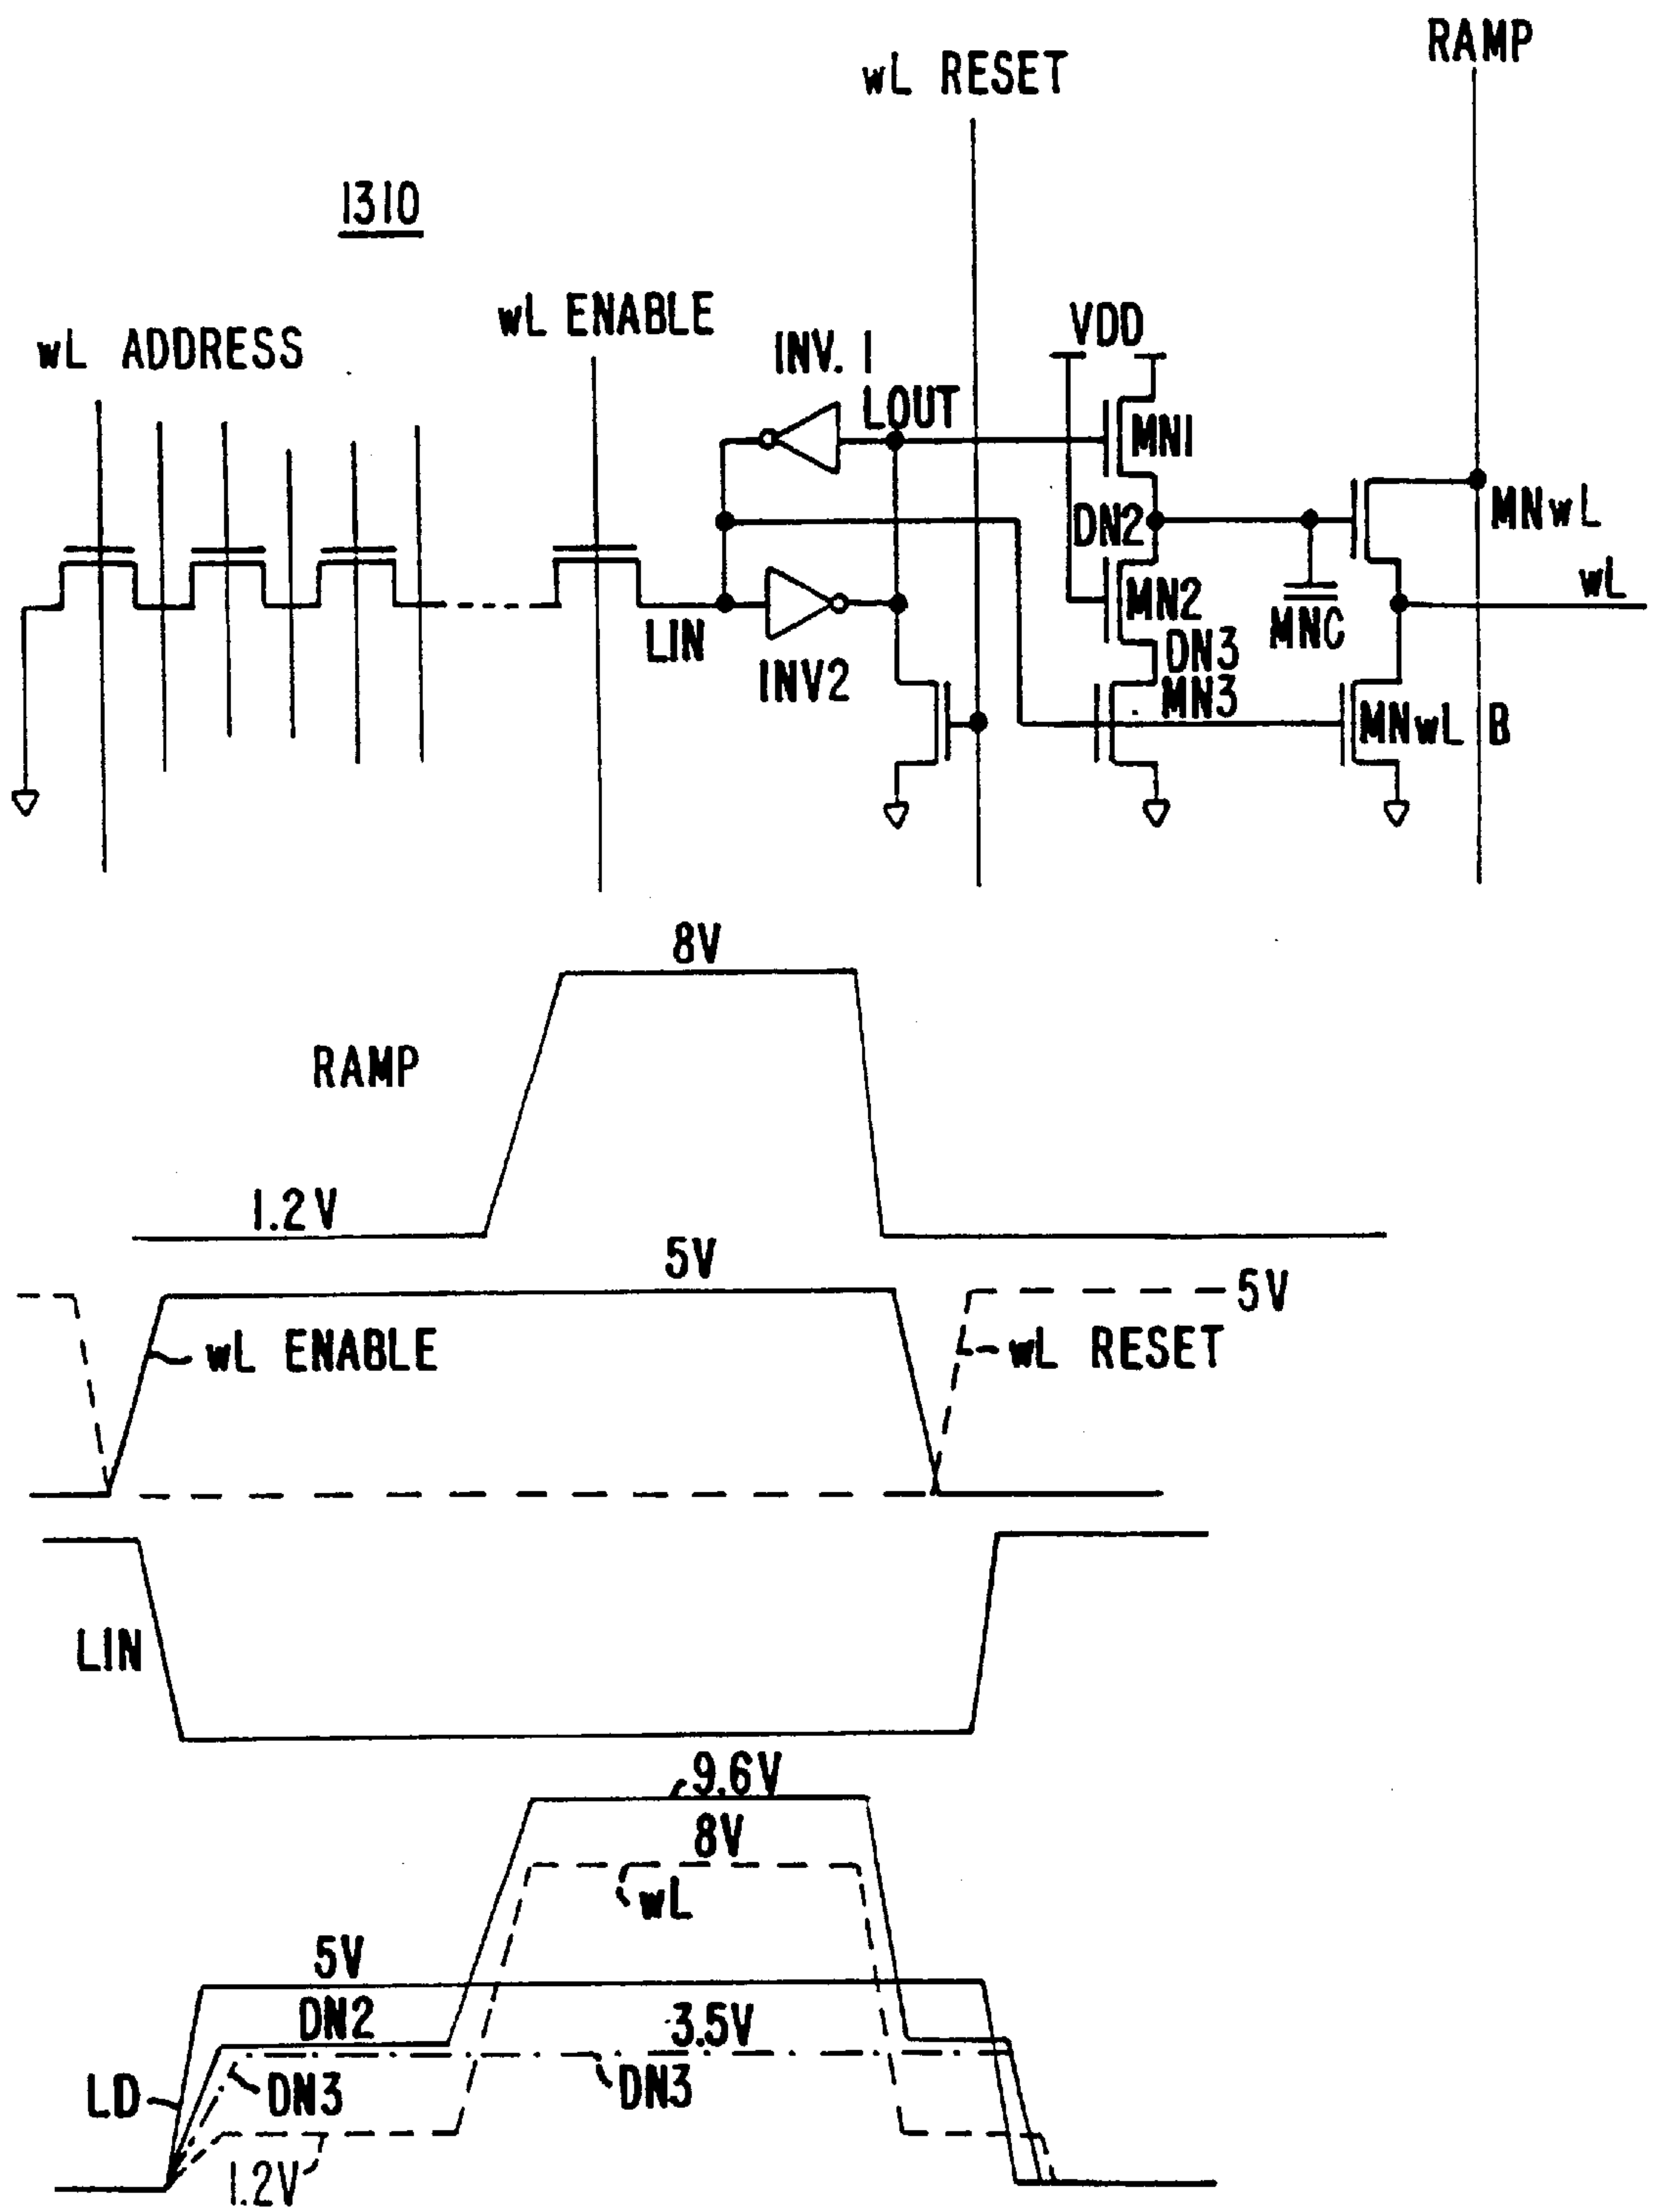 RAMP
wL RESET
1310
wL ENABLE
VDD
wL ADDRESS
INV. 1
LOUT
MN1
DN2
MNwL
MN2
wL
MNC
LIN
DN3
INV2
MN3
MNwL B
8V
RAMP
1.2V
5V
5V
wL ENABLE
wL RESET
LIN
9.6V
8V
wL
5V
DN2
3.5V
LD
DN3
DN3
1.2V